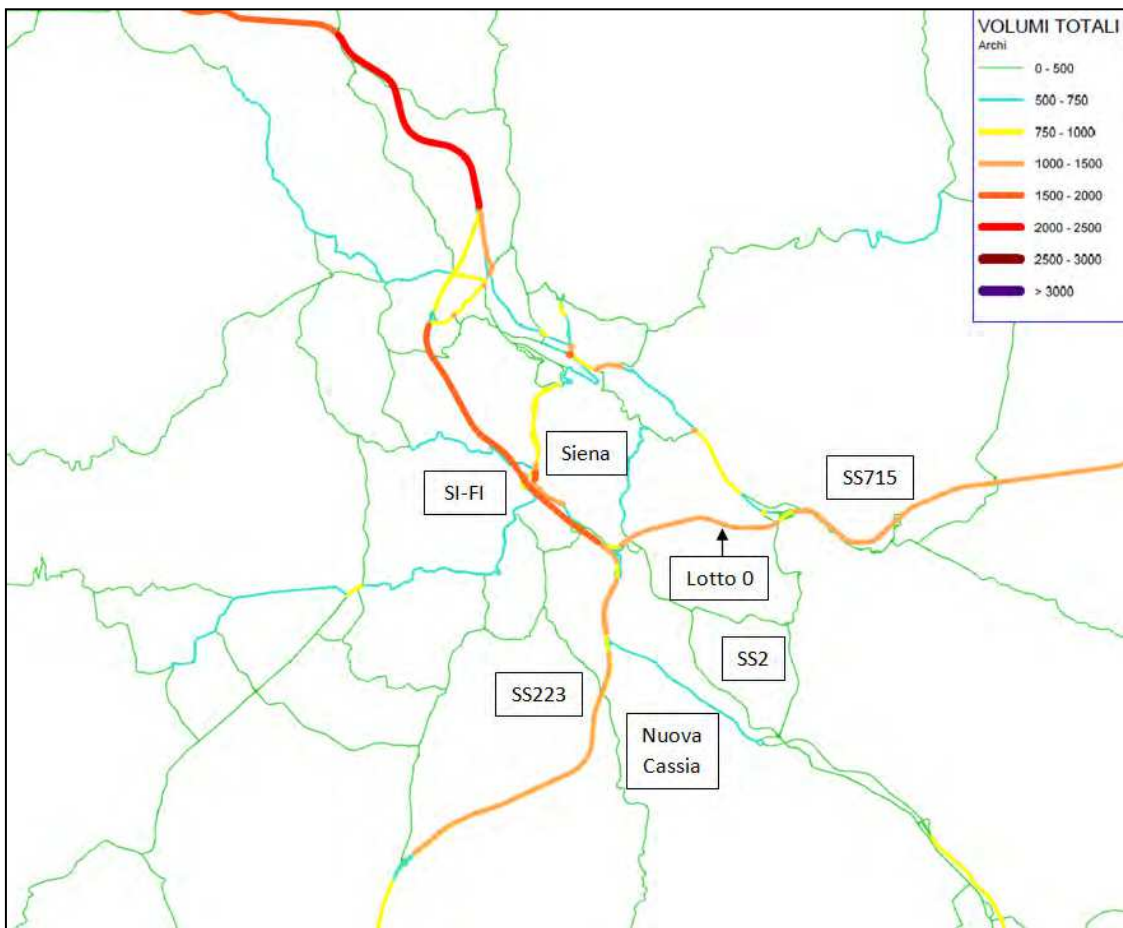 VOLUMI TOTALI
Archi
0 - 500
500 - 750
750 - 1000
1000 - 1500
1500 - 2000
2000 - 2500
2500 - 3000
> 3000
Siena
SI-FI
SS715
Lotto 0
SS2
SS223
Nuova
Cassia